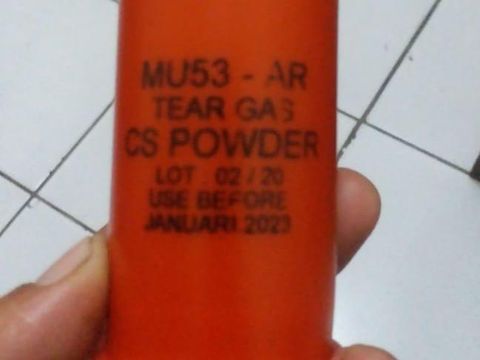 MU53 - AR
TEAR GAS
CS POWDER
LOT . 02 / 20
USE BEFORE
JANUARI 2023